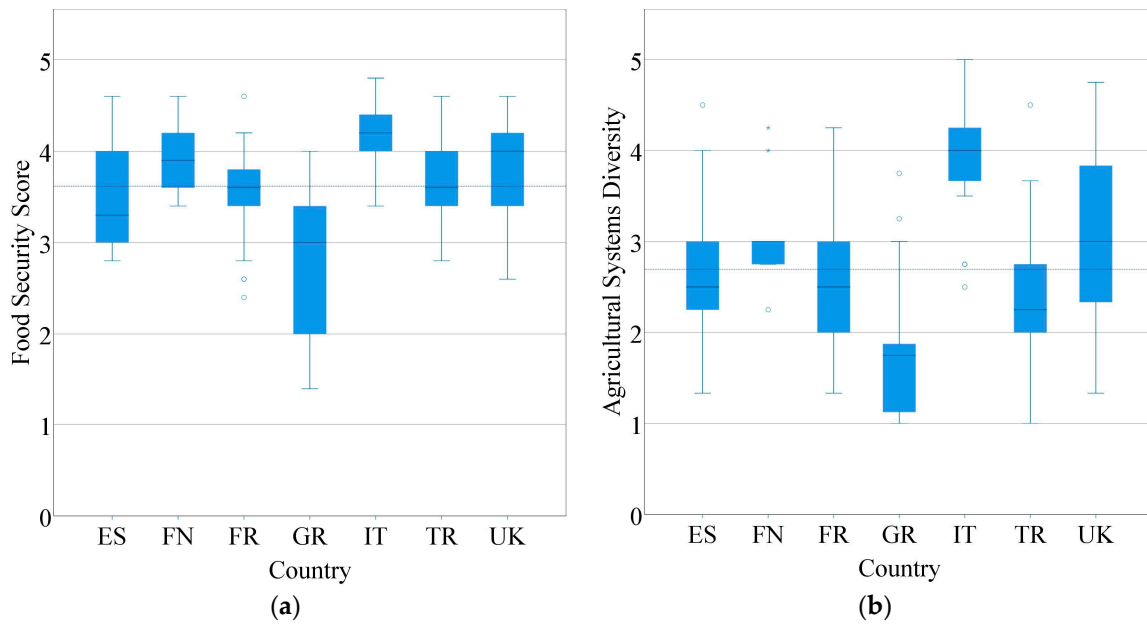 Food Security Score
5
4
3
2
1
0
ES FN FR GR IT TR UK
Country
(a)
Agricultural Systems Diversity
5
4
3
2
1
0
ES FN FR GR IT TR UK
Country
(b)